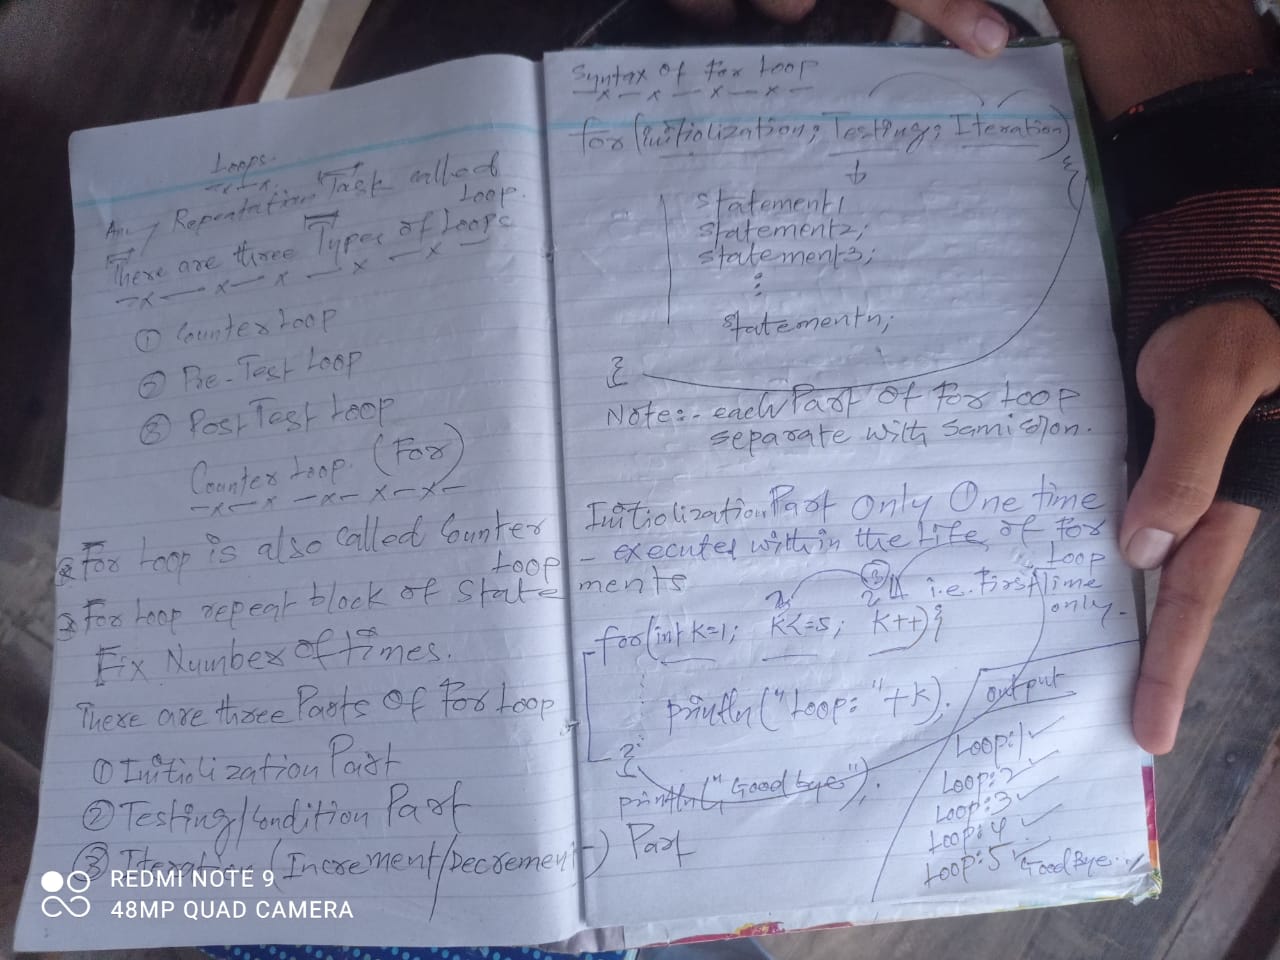 Loops.
Any Repentation Task called
Loop.
There are three Types of Loops
① Counter Loop
② Pre-Test Loop
③ Post Test Loop
Counter Loop. (For)
For Loop is also called Counter
Loop
For Loop repeat block of Statements
Fix Number of times.
There are three Parts of For Loop
① Initiolization Part
② Testing/Condition Part
③ Iteration (Increment/Decrement) Part
Syntax of For Loop
for (initiolization; Testing; Iteration)
{
statement1
statement2;
statement3;
statementn;
}
Note:- each Part of For Loop
separate with Samicolon.
Initiolization Part Only One time
- executed within the Life of For
Loop
i.e. First Time
only.
for(int k=1; k<=5; k++){
println("Loop:"+k).
}
println("Good bye");.
output
Loop:1
Loop:2
Loop:3
Loop:4
Loop:5
Good Bye..
REDMI NOTE 9
48MP QUAD CAMERA